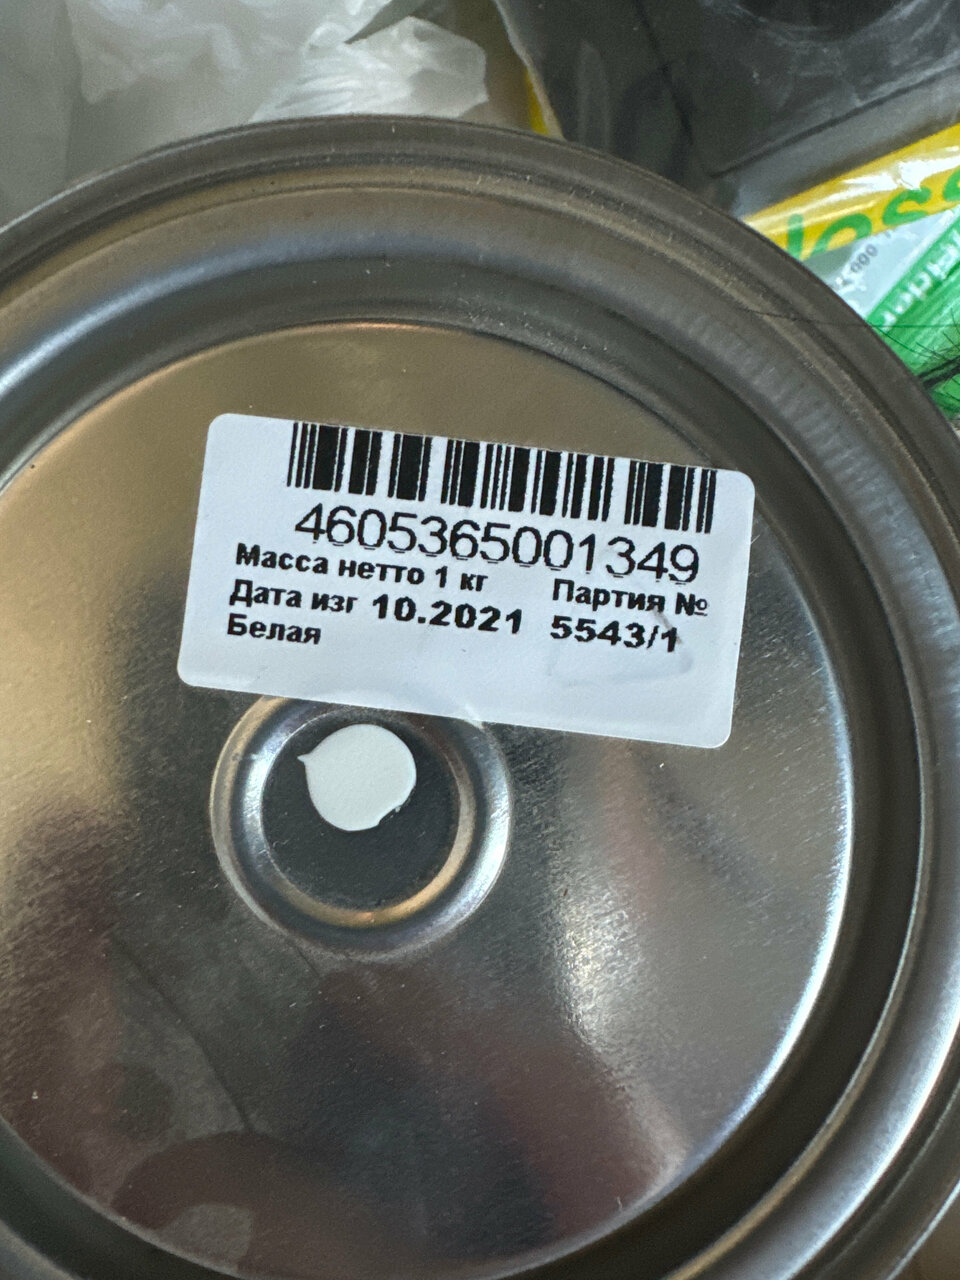 4605365001349
Масса нетто 1 кг
Партия №
Дата изг 10.2021
5543/1
Белая